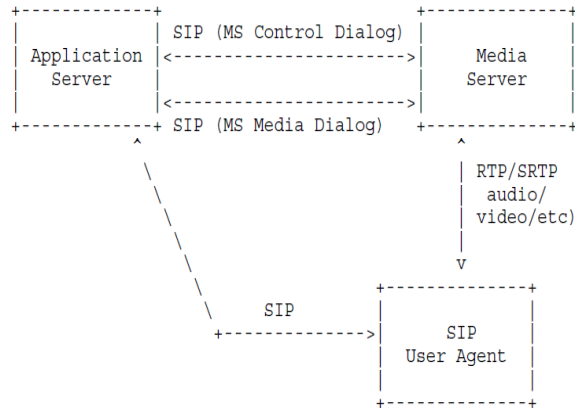 SIP (MS Control Dialog)
Application
Server
Media
Server
SIP (MS Media Dialog)
RTP/SRTP
audio/
video/etc)
SIP
SIP
User Agent